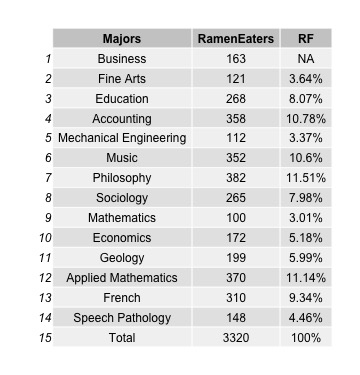 Majors RamenEaters RF
1 Business 163 NA
2 Fine Arts 121 3.64%
3 Education 268 8.07%
4 Accounting 358 10.78%
5 Mechanical Engineering 112 3.37%
6 Music 352 10.6%
7 Philosophy 382 11.51%
8 Sociology 265 7.98%
9 Mathematics 100 3.01%
10 Economics 172 5.18%
11 Geology 199 5.99%
12 Applied Mathematics 370 11.14%
13 French 310 9.34%
14 Speech Pathology 148 4.46%
15 Total 3320 100%